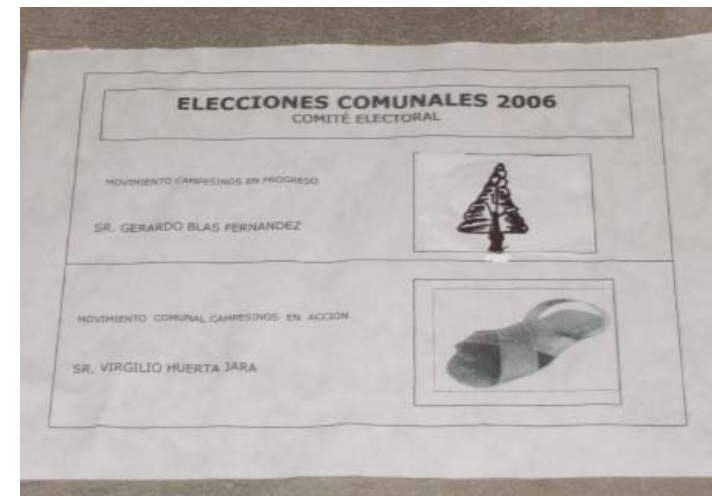 ELECCIONES COMUNALES 2006
COMITÉ ELECTORAL
MOVIMIENTO CAMPESINOS EN PROGRESO
SR. GERARDO BLAS FERNANDEZ
MOVIMIENTO COMUNAL CAMPESINOS EN ACCIÓN
SR. VIRGILIO HUERTA JARA